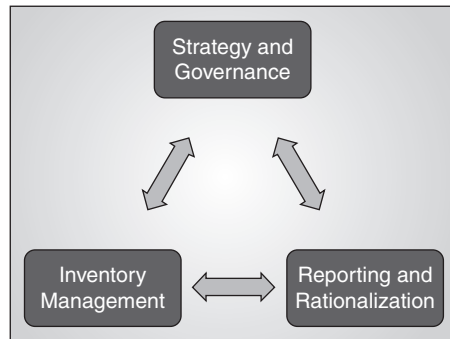 Strategy and
Governance
Inventory
Management
Reporting and
Rationalization